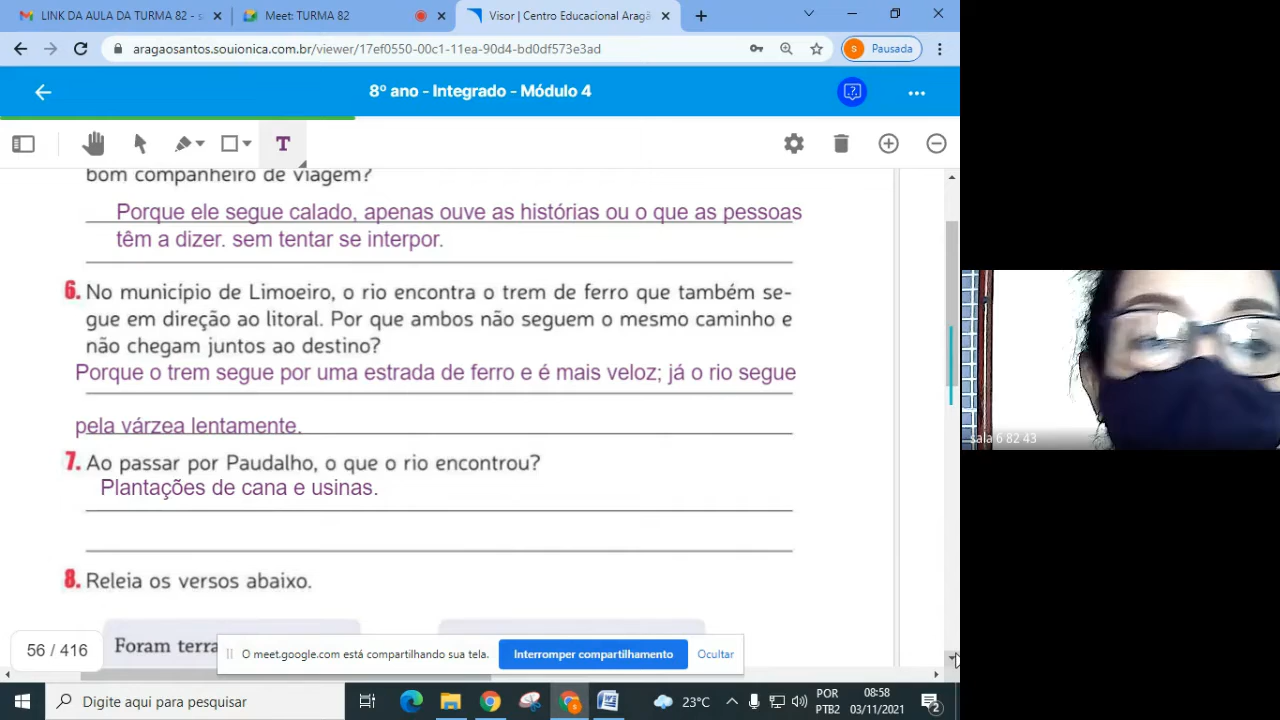 LINK DA AULA DA TURMA 82 - s
Meet: TURMA 82
Visor | Centro Educacional Aragã
aragaosantos.souionica.com.br/viewer/17ef0550-00c1-11ea-90d4-bd0df573e3ad
S Pausada
8º ano - Integrado - Módulo 4
T
bom companheiro de viagem?
Porque ele segue calado, apenas ouve as histórias ou o que as pessoas
têm a dizer. sem tentar se interpor.
6. No município de Limoeiro, o rio encontra o trem de ferro que também se-
gue em direção ao litoral. Por que ambos não seguem o mesmo caminho e
não chegam juntos ao destino?
Porque o trem segue por uma estrada de ferro e é mais veloz; já o rio segue
pela várzea lentamente.
7. Ao passar por Paudalho, o que o rio encontrou?
Plantações de cana e usinas.
8. Releia os versos abaixo.
56 / 416
Foram terra
O meet.google.com está compartilhando sua tela.
Interromper compartilhamento
Ocultar
sala 6 82 43
Digite aqui para pesquisar
23°C
POR
PTB2
08:58
03/11/2021
2